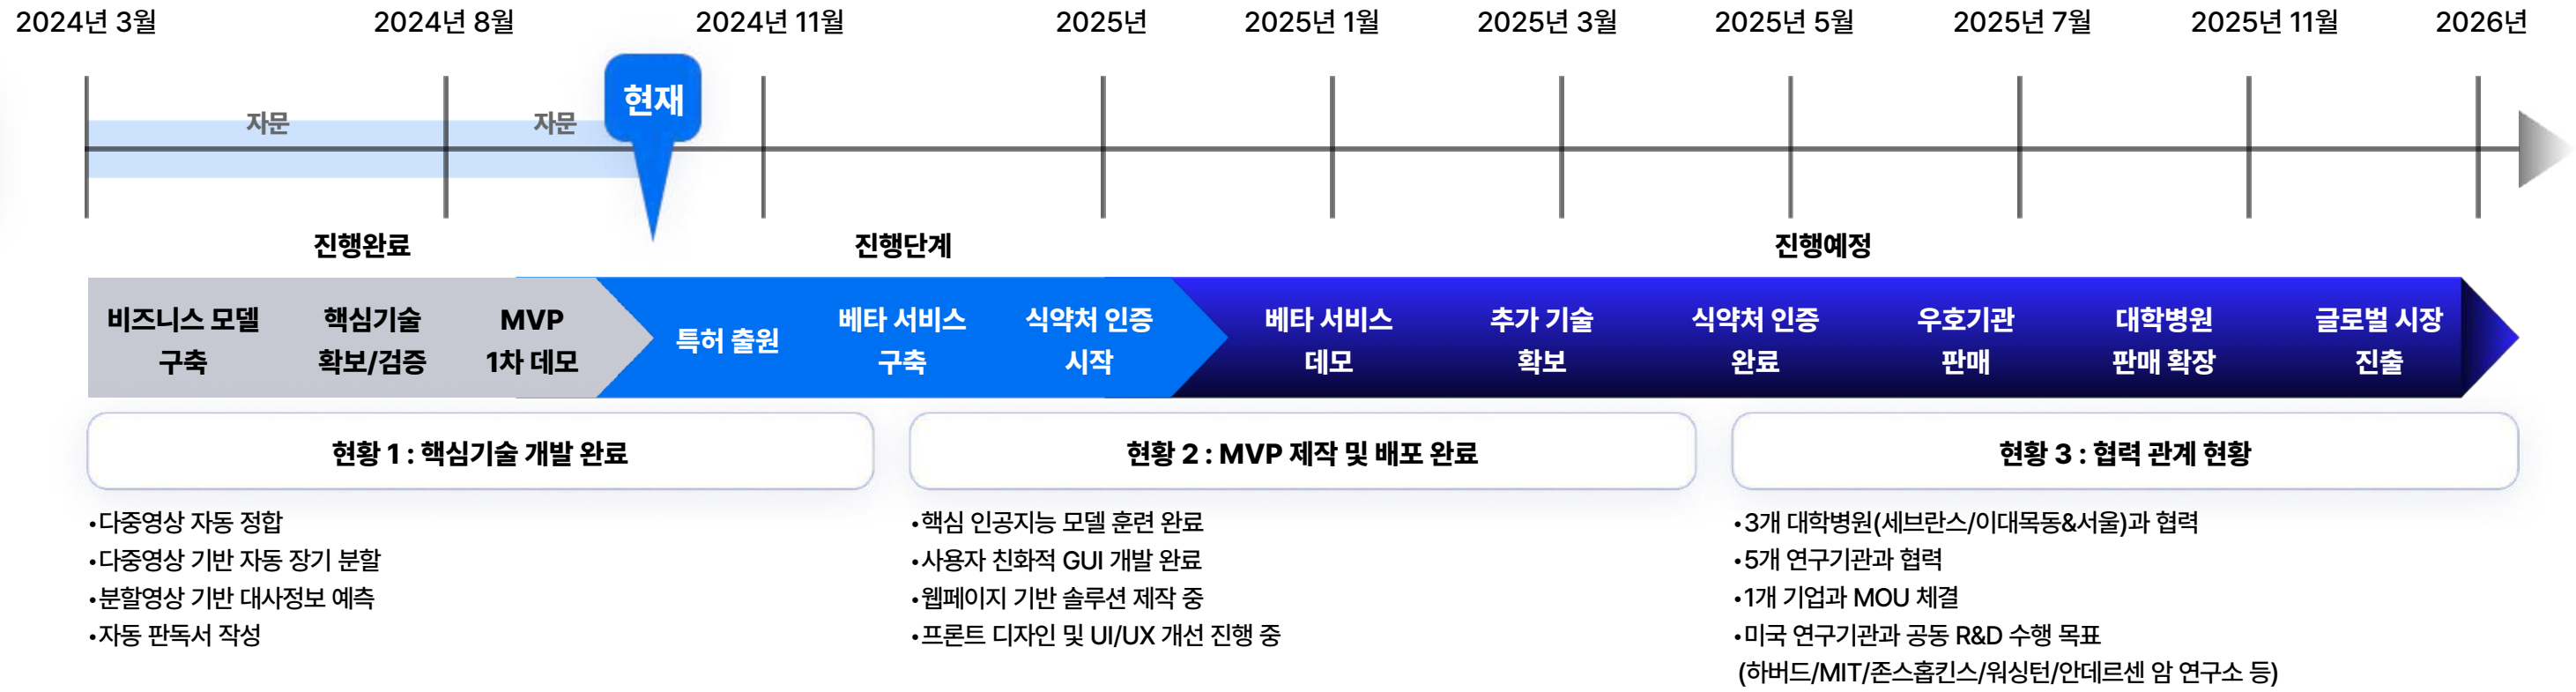 2024년 3월 2024년 8월 2024년 11월 2025년 2025년 1월 2025년 3월 2025년 5월 2025년 7월 2025년 11월 2026년
현재
자문 자문
진행완료 진행단계 진행예정
비즈니스 모델
구축
핵심기술
확보/검증
MVP
1차 데모
특허 출원
베타 서비스
구축
식약처 인증
시작
베타 서비스
데모
추가 기술
확보
식약처 인증
완료
우호기관
판매
대학병원
판매 확장
글로벌 시장
진출
현황 1 : 핵심기술 개발 완료
•다중영상 자동 정합
•다중영상 기반 자동 장기 분할
•분할영상 기반 대사정보 예측
•자동 판독서 작성
현황 2 : MVP 제작 및 배포 완료
•핵심 인공지능 모델 훈련 완료
•사용자 친화적 GUI 개발 완료
•웹페이지 기반 솔루션 제작 중
•프론트 디자인 및 UI/UX 개선 진행 중
현황 3 : 협력 관계 현황
•3개 대학병원(세브란스/이대목동&서울)과 협력
•5개 연구기관과 협력
•1개 기업과 MOU 체결
•미국 연구기관과 공동 R&D 수행 목표
(하버드/MIT/존스홉킨스/워싱턴/안데르센 암 연구소 등)